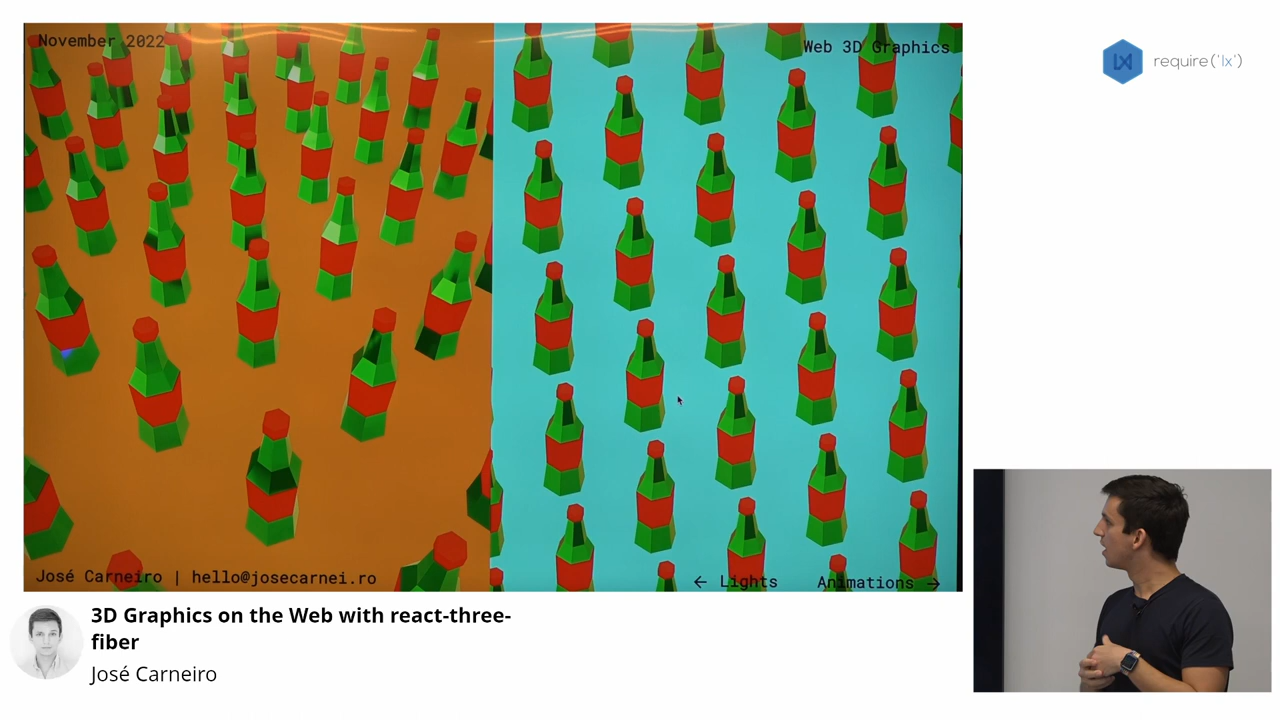 November 2022
Web 3D Graphics
José Carneiro | hello@josecarnei.ro
← Lights
Animations →
3D Graphics on the Web with react-three-
fiber
José Carneiro
require('lx')